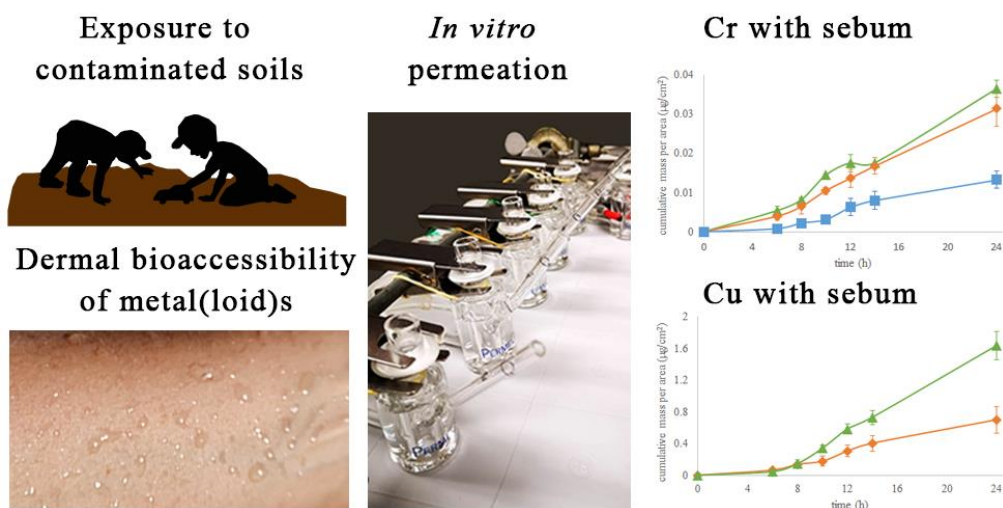 Exposure to
contaminated soils
Dermal bioaccessibility
of metal(loid)s
In vitro
permeation
PERMEA
Cr with sebum
cumulative mass per area (µg/cm²)
0.04
0.03
0.02
0.01
0
0 4 8 12 16 20 24
time (h)
Cu with sebum
cumulative mass per area (µg/cm²)
2
1.6
1.2
0.8
0.4
0
0 4 8 12 16 20 24
time (h)